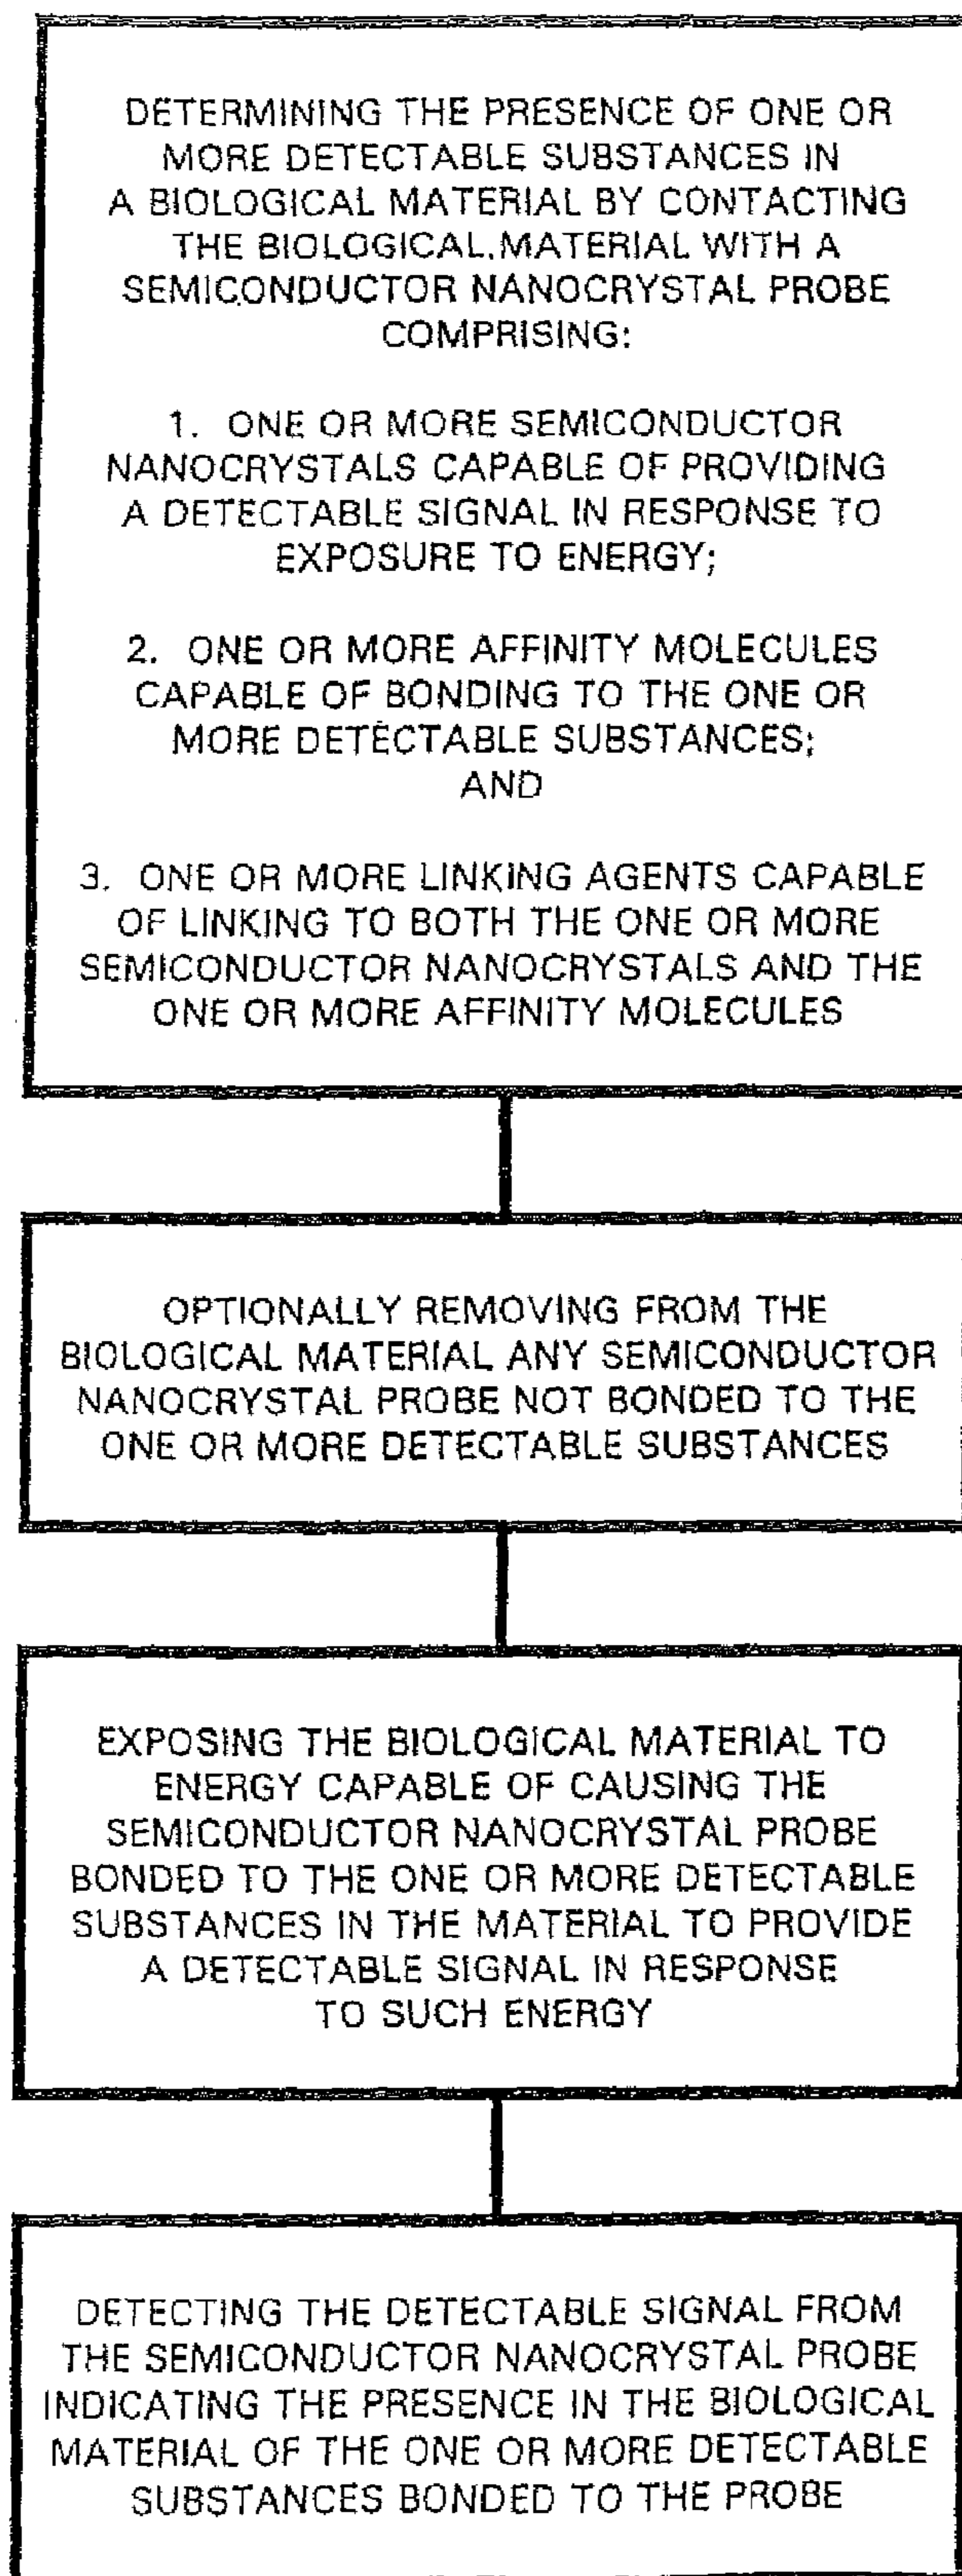 DETERMINING THE PRESENCE OF ONE OR
MORE DETECTABLE SUBSTANCES IN
A BIOLOGICAL MATERIAL BY CONTACTING
THE BIOLOGICAL MATERIAL WITH A
SEMICONDUCTOR NANOCRYSTAL PROBE
COMPRISING:
1. ONE OR MORE SEMICONDUCTOR
NANOCRYSTALS CAPABLE OF PROVIDING
A DETECTABLE SIGNAL IN RESPONSE TO
EXPOSURE TO ENERGY;
2. ONE OR MORE AFFINITY MOLECULES
CAPABLE OF BONDING TO THE ONE OR
MORE DETECTABLE SUBSTANCES;
AND
3. ONE OR MORE LINKING AGENTS CAPABLE
OF LINKING TO BOTH THE ONE OR MORE
SEMICONDUCTOR NANOCRYSTALS AND THE
ONE OR MORE AFFINITY MOLECULES
OPTIONALLY REMOVING FROM THE
BIOLOGICAL MATERIAL ANY SEMICONDUCTOR
NANOCRYSTAL PROBE NOT BONDED TO THE
ONE OR MORE DETECTABLE SUBSTANCES
EXPOSING THE BIOLOGICAL MATERIAL TO
ENERGY CAPABLE OF CAUSING THE
SEMICONDUCTOR NANOCRYSTAL PROBE
BONDED TO THE ONE OR MORE DETECTABLE
SUBSTANCES IN THE MATERIAL TO PROVIDE
A DETECTABLE SIGNAL IN RESPONSE
TO SUCH ENERGY
DETECTING THE DETECTABLE SIGNAL FROM
THE SEMICONDUCTOR NANOCRYSTAL PROBE
INDICATING THE PRESENCE IN THE BIOLOGICAL
MATERIAL OF THE ONE OR MORE DETECTABLE
SUBSTANCES BONDED TO THE PROBE